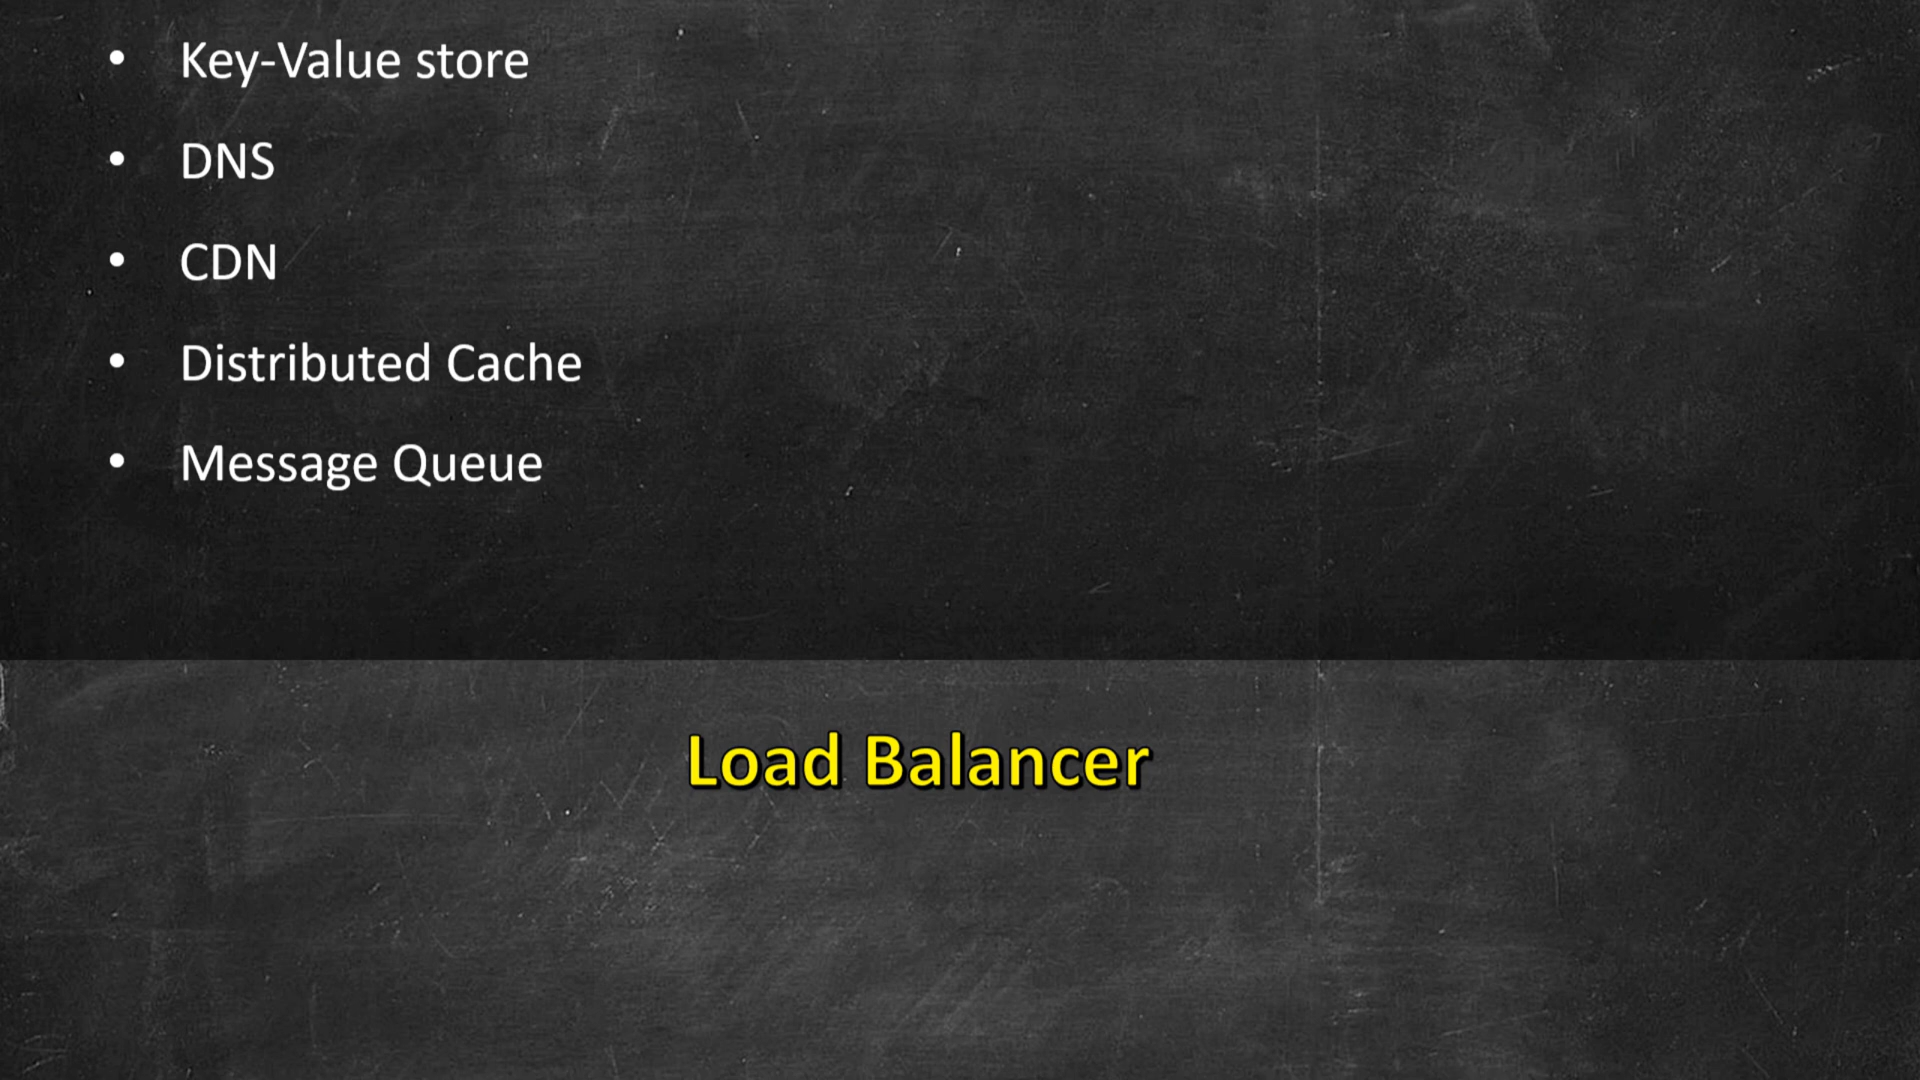 • Key-Value store
• DNS
• CDN
• Distributed Cache
• Message Queue
Load Balancer